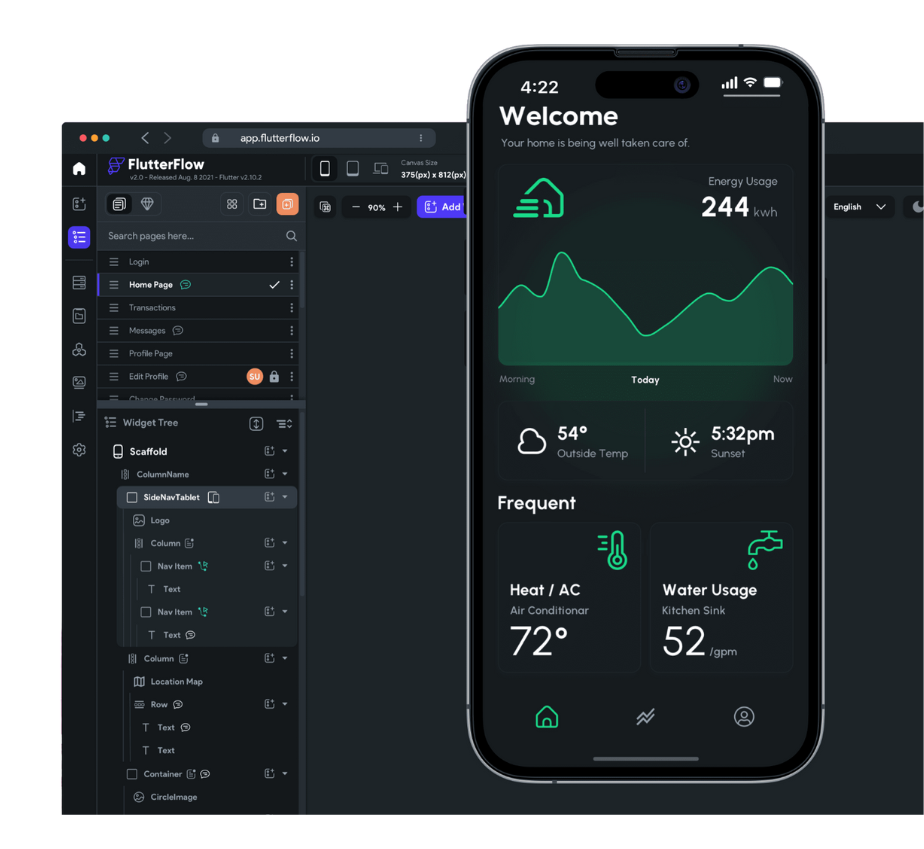 app.flutterflow.io
FlutterFlow
v2.0 - Released Aug. 8 2021 - Flutter v2.10.2
Canvas Size
375(px) x 812(px)
90%
Add
English
Search pages here...
Login
Home Page
Transactions
Messages
Profile Page
Edit Profile
SU
Change Password
Widget Tree
Scaffold
ColumnName
SideNavTablet
Logo
Column
Nav Item
T Text
Nav Item
T Text
Column
Location Map
Row
T Text
T Text
Container
CircleImage
4:22
Welcome
Your home is being well taken care of.
Energy Usage
244 kwh
Morning Today Now
54° 5:32pm
Outside Temp Sunset
Frequent
Heat / AC Water Usage
Air Conditionar Kitchen Sink
72° 52 /gpm